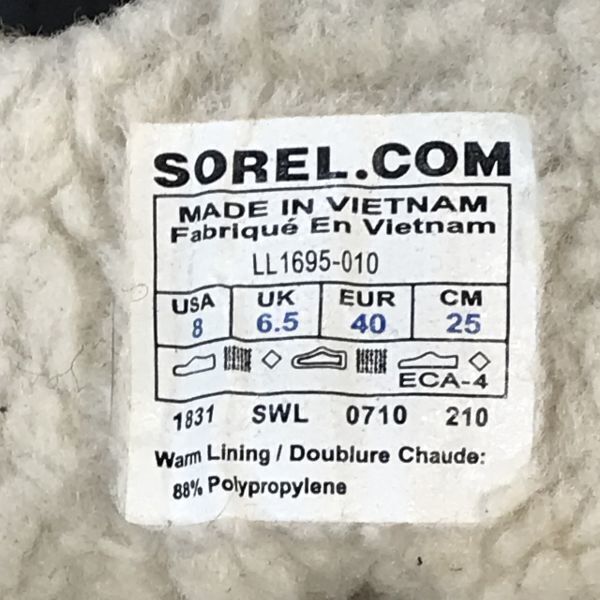 SOREL.COM
MADE IN VIETNAM
Fabriqué En Vietnam
LL1695-010
USA UK EUR CM
8 6.5 40 25
ECA-4
1831 SWL 0710 210
Warm Lining / Doublure Chaude:
88% Polypropylene